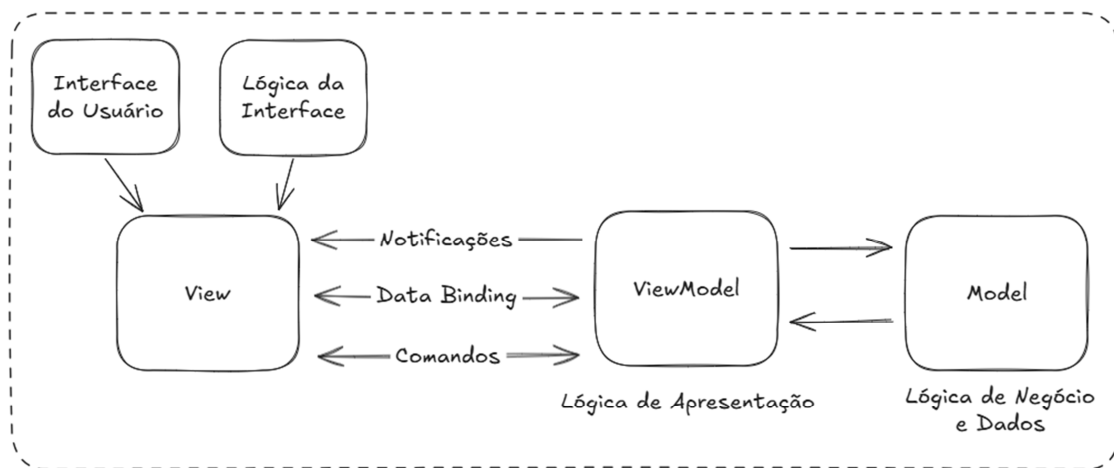 Interface
do Usuário
Lógica da
Interface
Notificações
View
Data Binding
ViewModel
Model
Comandos
Lógica de Apresentação
Lógica de Negócio
e Dados